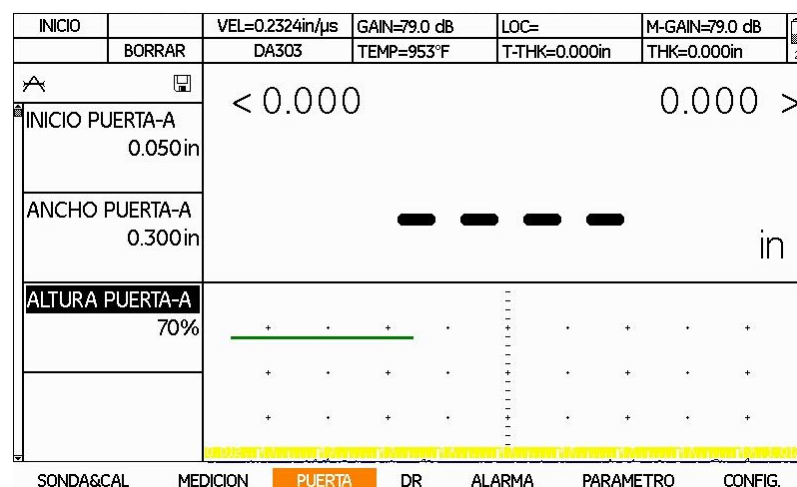 INICIO VEL=0.2324in/µs GAIN=79.0 dB LOC= M-GAIN=79.0 dB
BORRAR DA303 TEMP=953°F T-THK=0.000in THK=0.000in
< 0.000 0.000 >
INICIO PUERTA-A
0.050in
ANCHO PUERTA-A
0.300in
– – – –
in
ALTURA PUERTA-A
70%
SONDA&CAL MEDICION PUERTA DR ALARMA PARAMETRO CONFIG.